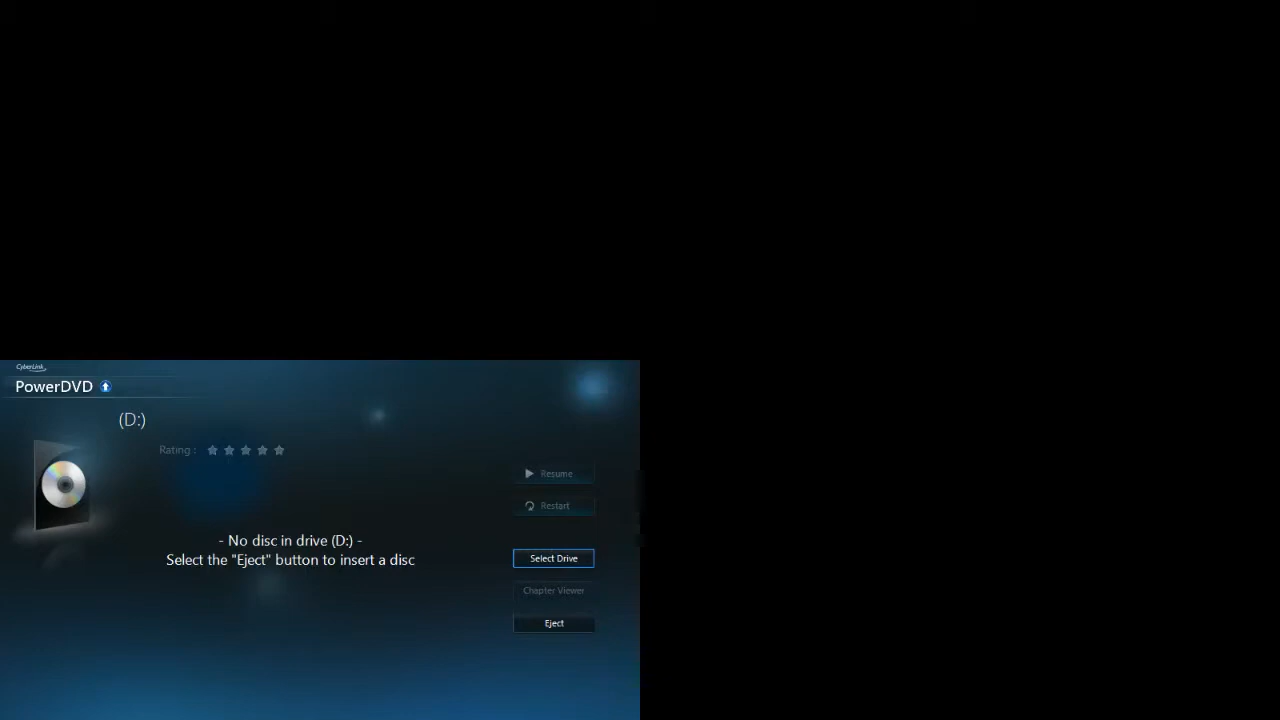 CyberLink
PowerDVD
(D:)
Rating :
Resume
Restart
- No disc in drive (D:) -
Select the "Eject" button to insert a disc
Select Drive
Chapter Viewer
Eject